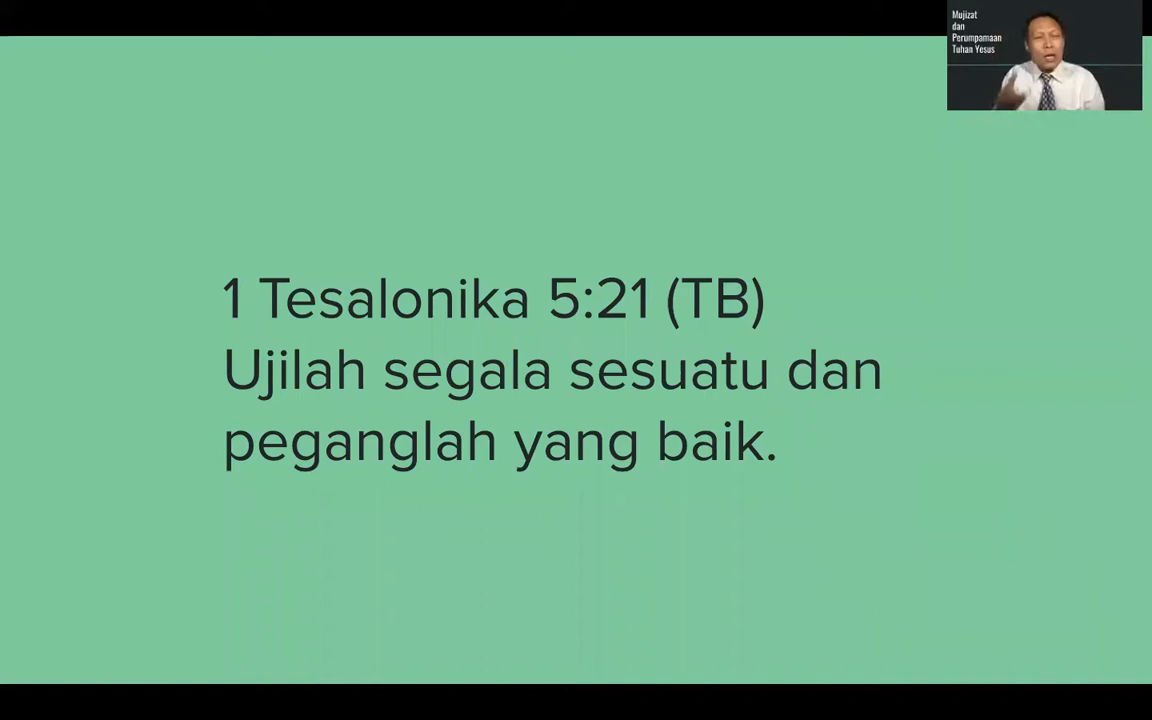 Mujizat
dan
Perumpamaan
Tuhan Yesus
1 Tesalonika 5:21 (TB)
Ujilah segala sesuatu dan
peganglah yang baik.